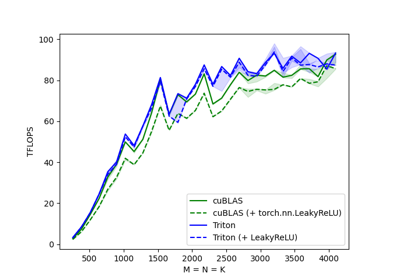 100
80
60
40
20
0
TFLOPS
cuBLAS
cuBLAS (+ torch.nn.LeakyReLU)
Triton
Triton (+ LeakyReLU)
500 1000 1500 2000 2500 3000 3500 4000
M = N = K